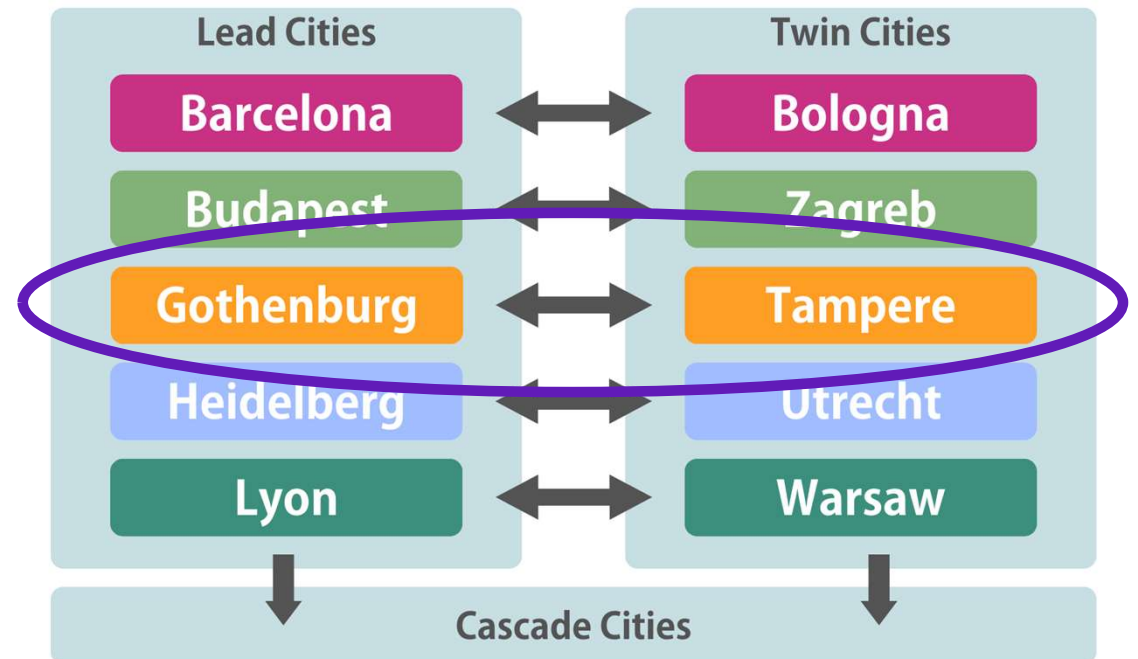 Lead Cities
Twin Cities
Barcelona
Bologna
Budapest
Zagreb
Gothenburg
Tampere
Heidelberg
Utrecht
Lyon
Warsaw
Cascade Cities